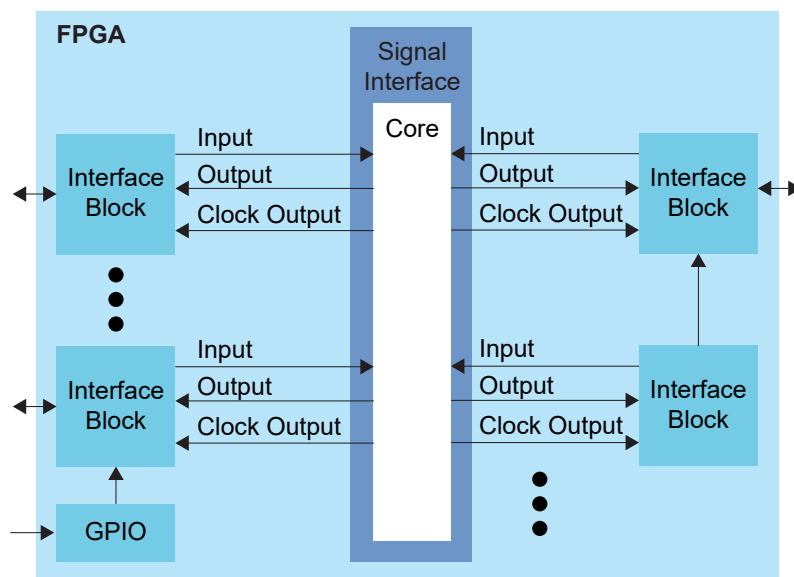 FPGA
Signal
Interface
Core
Interface
Block
Input
Output
Clock Output
Input
Output
Clock Output
Interface
Block
Interface
Block
Input
Output
Clock Output
Input
Output
Clock Output
Interface
Block
GPIO